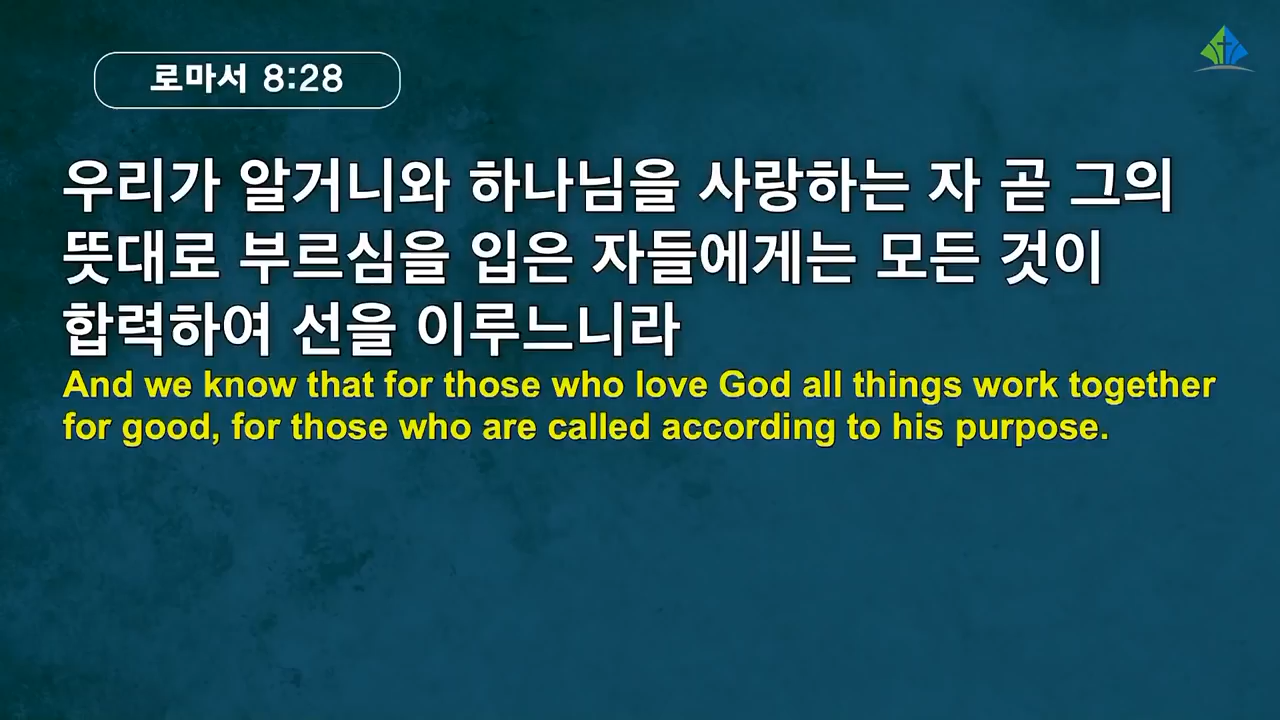 로마서 8:28
우리가 알거니와 하나님을 사랑하는 자 곧 그의
뜻대로 부르심을 입은 자들에게는 모든 것이
합력하여 선을 이루느니라
And we know that for those who love God all things work together
for good, for those who are called according to his purpose.